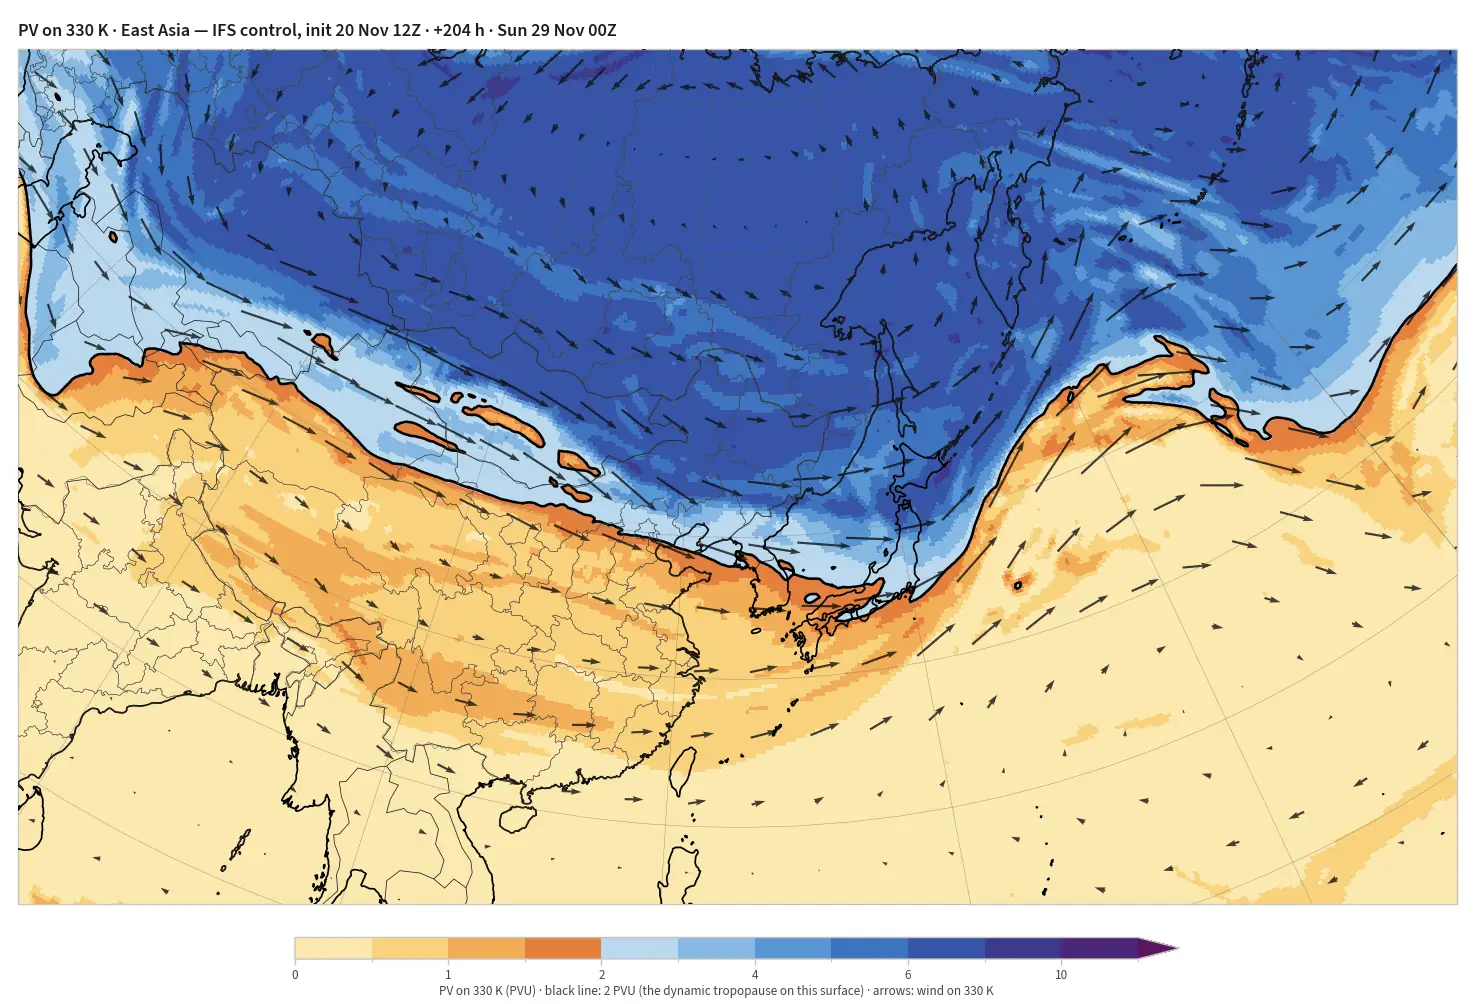 PV on 330 K · East Asia — IFS control, init 20 Nov 12Z · +204 h · Sun 29 Nov 00Z
0 1 2 4 6 10
PV on 330 K (PVU) · black line: 2 PVU (the dynamic tropopause on this surface) · arrows: wind on 330 K